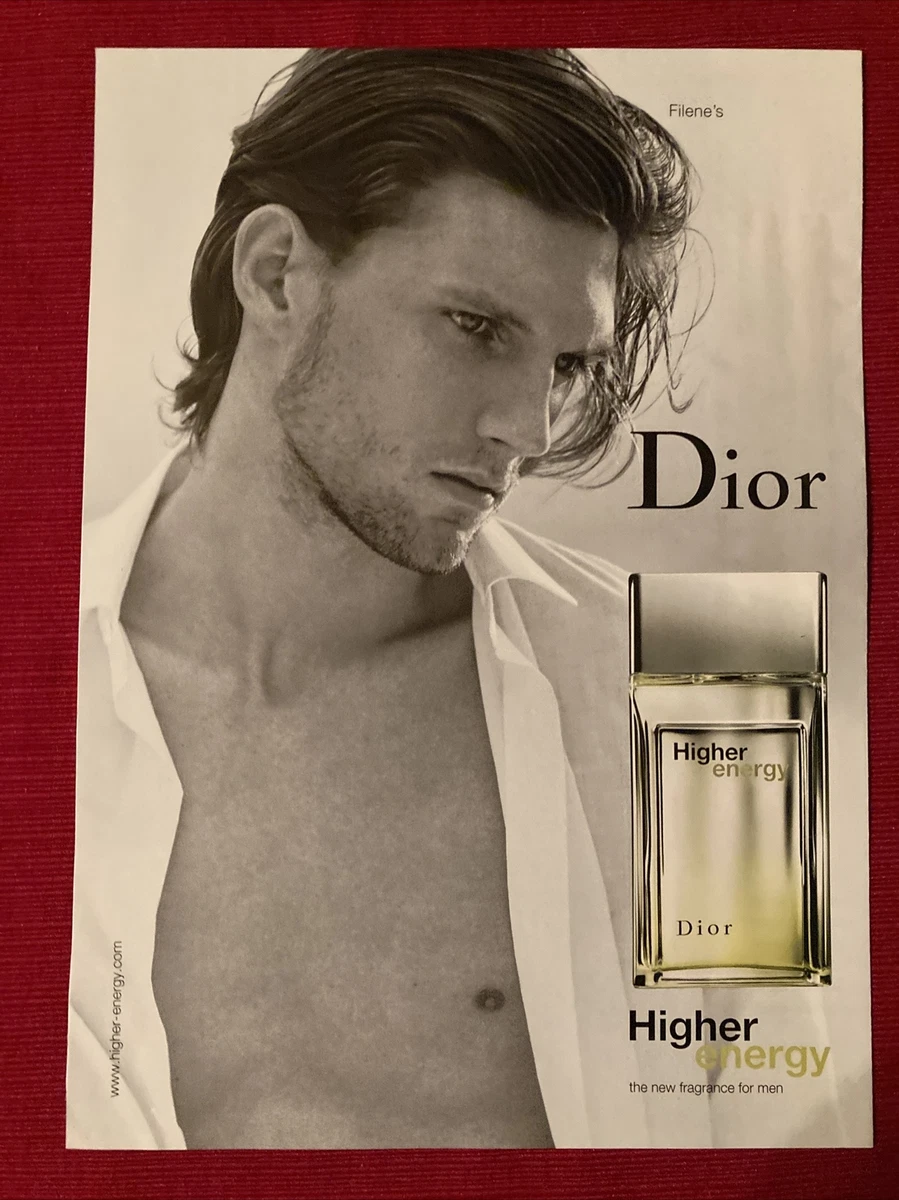 Filene's
Dior
Higher
energy
Dior
Higher
energy
the new fragrance for men
www.higher-energy.com